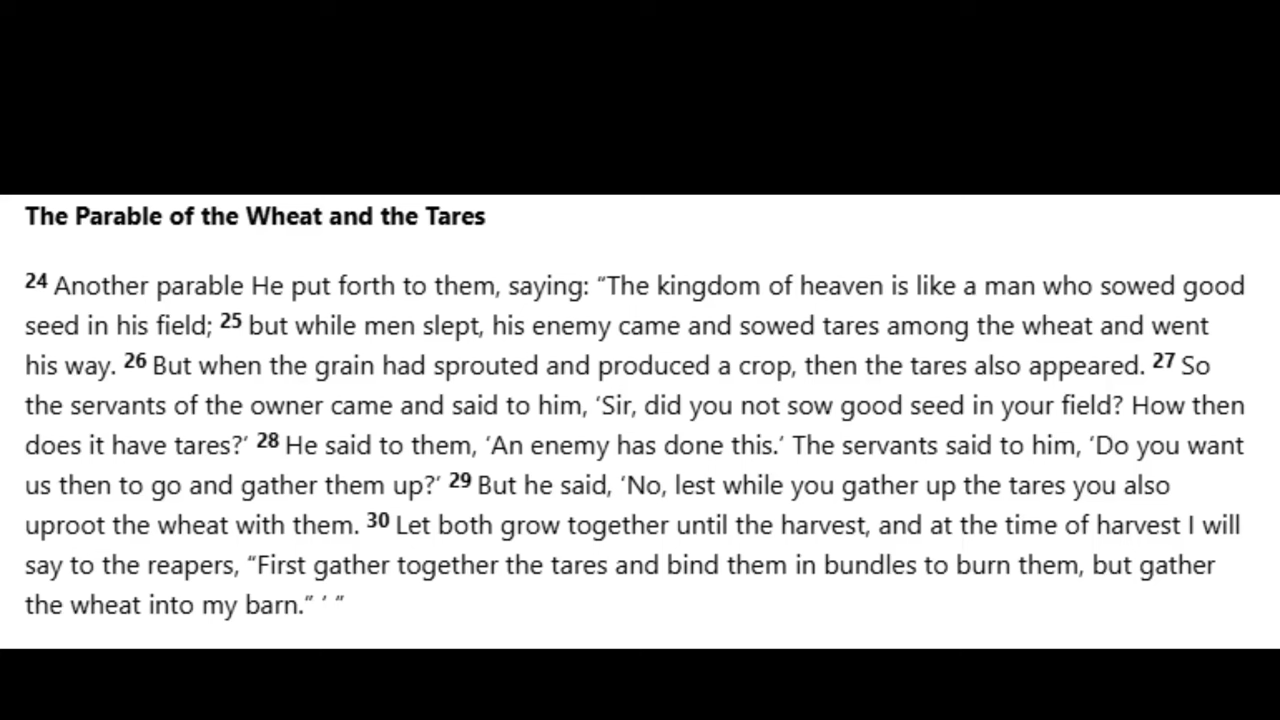 The Parable of the Wheat and the Tares
24 Another parable He put forth to them, saying: “The kingdom of heaven is like a man who sowed good
seed in his field; 25 but while men slept, his enemy came and sowed tares among the wheat and went
his way. 26 But when the grain had sprouted and produced a crop, then the tares also appeared. 27 So
the servants of the owner came and said to him, ‘Sir, did you not sow good seed in your field? How then
does it have tares?’ 28 He said to them, ‘An enemy has done this.’ The servants said to him, ‘Do you want
us then to go and gather them up?’ 29 But he said, ‘No, lest while you gather up the tares you also
uproot the wheat with them. 30 Let both grow together until the harvest, and at the time of harvest I will
say to the reapers, “First gather together the tares and bind them in bundles to burn them, but gather
the wheat into my barn.” ’ ”